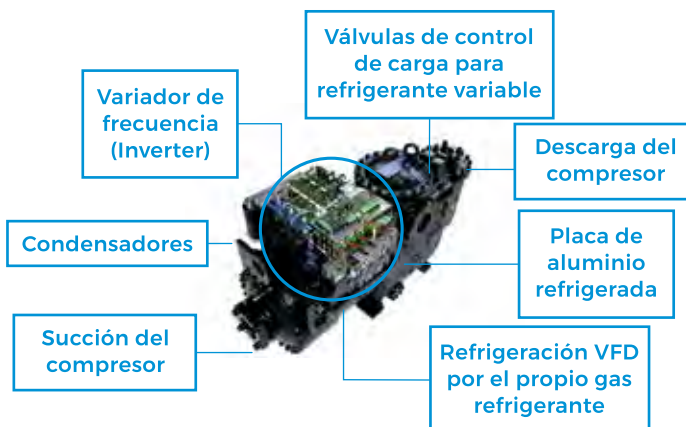 Válvulas de control
de carga para
refrigerante variable
Variador de
frecuencia
(Inverter)
Descarga del
compresor
Condensadores
Placa de
aluminio
refrigerada
Succión del
compresor
Refrigeración VFD
por el propio gas
refrigerante